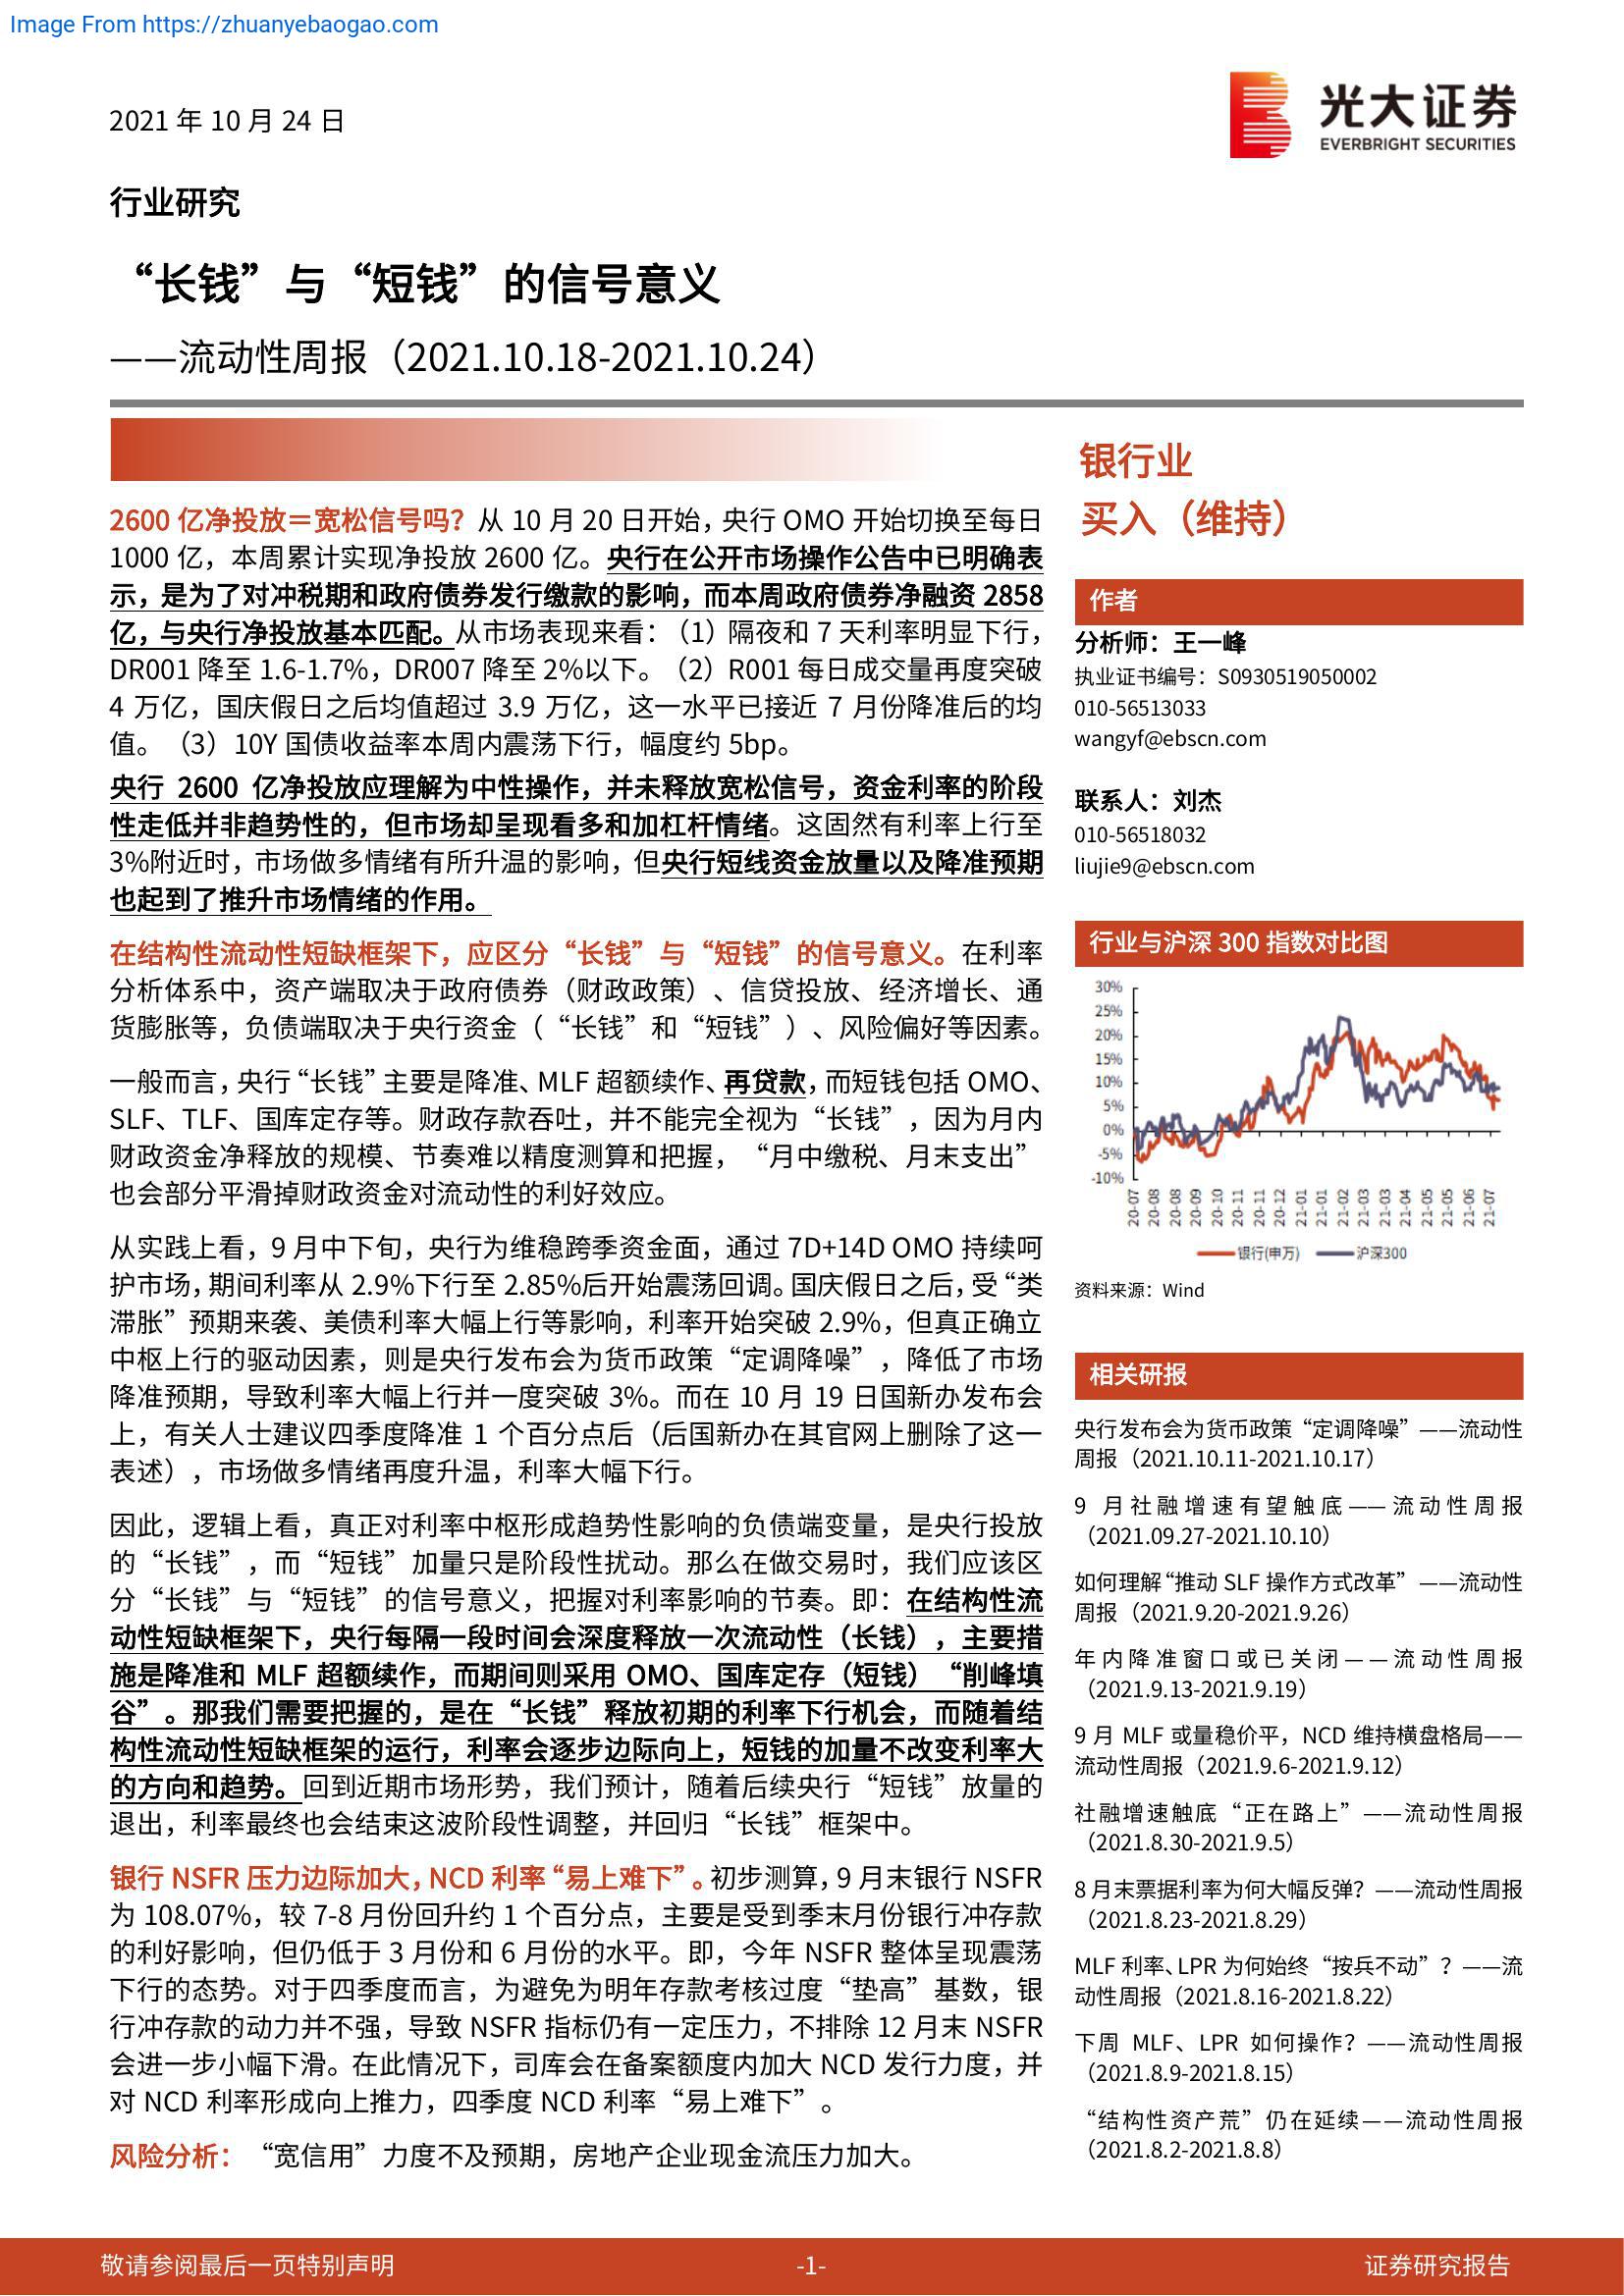 Image From https://zhuanyebaogao.com
2021 年 10 月 24 日
光大证券
EVERBRIGHT SECURITIES
行业研究
“长钱”与“短钱”的信号意义
——流动性周报（2021.10.18-2021.10.24）
2600 亿净投放＝宽松信号吗？从 10 月 20 日开始，央行 OMO 开始切换至每日
1000 亿，本周累计实现净投放 2600 亿。央行在公开市场操作公告中已明确表
示，是为了对冲税期和政府债券发行缴款的影响，而本周政府债券净融资 2858
亿，与央行净投放基本匹配。从市场表现来看：（1）隔夜和 7 天利率明显下行，
DR001 降至 1.6-1.7%，DR007 降至 2%以下。（2）R001 每日成交量再度突破
4 万亿，国庆假日之后均值超过 3.9 万亿，这一水平已接近 7 月份降准后的均
值。（3）10Y 国债收益率本周内震荡下行，幅度约 5bp。
央行 2600 亿净投放应理解为中性操作，并未释放宽松信号，资金利率的阶段
性走低并非趋势性的，但市场却呈现看多和加杠杆情绪。这固然有利率上行至
3%附近时，市场做多情绪有所升温的影响，但央行短线资金放量以及降准预期
也起到了推升市场情绪的作用。
在结构性流动性短缺框架下，应区分“长钱”与“短钱”的信号意义。在利率
分析体系中，资产端取决于政府债券（财政政策）、信贷投放、经济增长、通
货膨胀等，负债端取决于央行资金（“长钱”和“短钱”）、风险偏好等因素。
一般而言，央行“长钱”主要是降准、MLF 超额续作、再贷款，而短钱包括 OMO、
SLF、TLF、国库定存等。财政存款吞吐，并不能完全视为“长钱”，因为月内
财政资金净释放的规模、节奏难以精度测算和把握，“月中缴税、月末支出”
也会部分平滑掉财政资金对流动性的利好效应。
从实践上看，9 月中下旬，央行为维稳跨季资金面，通过 7D+14D OMO 持续呵
护市场，期间利率从 2.9%下行至 2.85%后开始震荡回调。国庆假日之后，受“类
滞胀”预期来袭、美债利率大幅上行等影响，利率开始突破 2.9%，但真正确立
中枢上行的驱动因素，则是央行发布会为货币政策“定调降噪”，降低了市场
降准预期，导致利率大幅上行并一度突破 3%。而在 10 月 19 日国新办发布会
上，有关人士建议四季度降准 1 个百分点后（后国新办在其官网上删除了这一
表述），市场做多情绪再度升温，利率大幅下行。
因此，逻辑上看，真正对利率中枢形成趋势性影响的负债端变量，是央行投放
的“长钱”，而“短钱”加量只是阶段性扰动。那么在做交易时，我们应该区
分“长钱”与“短钱”的信号意义，把握对利率影响的节奏。即：在结构性流
动性短缺框架下，央行每隔一段时间会深度释放一次流动性（长钱），主要措
施是降准和 MLF 超额续作，而期间则采用 OMO、国库定存（短钱）“削峰填
谷”。那我们需要把握的，是在“长钱”释放初期的利率下行机会，而随着结
构性流动性短缺框架的运行，利率会逐步边际向上，短钱的加量不改变利率大
的方向和趋势。回到近期市场形势，我们预计，随着后续央行“短钱”放量的
退出，利率最终也会结束这波阶段性调整，并回归“长钱”框架中。
银行 NSFR 压力边际加大，NCD 利率“易上难下”。初步测算，9 月末银行 NSFR
为 108.07%，较 7-8 月份回升约 1 个百分点，主要是受到季末月份银行冲存款
的利好影响，但仍低于 3 月份和 6 月份的水平。即，今年 NSFR 整体呈现震荡
下行的态势。对于四季度而言，为避免为明年存款考核过度“垫高”基数，银
行冲存款的动力并不强，导致 NSFR 指标仍有一定压力，不排除 12 月末 NSFR
会进一步小幅下滑。在此情况下，司库会在备案额度内加大 NCD 发行力度，并
对 NCD 利率形成向上推力，四季度 NCD 利率“易上难下”。
风险分析：“宽信用”力度不及预期，房地产企业现金流压力加大。
银行业
买入（维持）
作者
分析师：王一峰
执业证书编号：S0930519050002
010-56513033
wangyf@ebscn.com
联系人：刘杰
010-56518032
liujie9@ebscn.com
行业与沪深 300 指数对比图
30%
25%
20%
15%
10%
5%
0%
-5%
-10%
20-07
20-08
20-08
20-09
20-10
20-11
20-11
20-12
21-01
21-01
21-02
21-03
21-03
21-04
21-05
21-05
21-06
21-07
银行(申万) 沪深300
资料来源：Wind
相关研报
央行发布会为货币政策“定调降噪”——流动性
周报（2021.10.11-2021.10.17）
9 月社融增速有望触底——流动性周报
（2021.09.27-2021.10.10）
如何理解“推动 SLF 操作方式改革”——流动性
周报（2021.9.20-2021.9.26）
年内降准窗口或已关闭——流动性周报
（2021.9.13-2021.9.19）
9 月 MLF 或量稳价平，NCD 维持横盘格局——
流动性周报（2021.9.6-2021.9.12）
社融增速触底“正在路上”——流动性周报
（2021.8.30-2021.9.5）
8 月末票据利率为何大幅反弹？——流动性周报
（2021.8.23-2021.8.29）
MLF 利率、LPR 为何始终“按兵不动”？——流
动性周报（2021.8.16-2021.8.22）
下周 MLF、LPR 如何操作？——流动性周报
（2021.8.9-2021.8.15）
“结构性资产荒”仍在延续——流动性周报
（2021.8.2-2021.8.8）
敬请参阅最后一页特别声明
-1-
证券研究报告